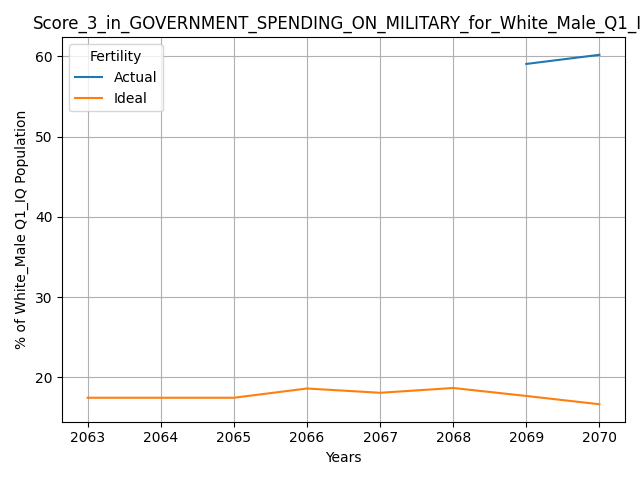 Score_3_in_GOVERNMENT_SPENDING_ON_MILITARY_for_White_Male_Q1_I
Fertility
Actual
Ideal
60
50
40
30
20
% of White_Male Q1_IQ Population
2063 2064 2065 2066 2067 2068 2069 2070
Years